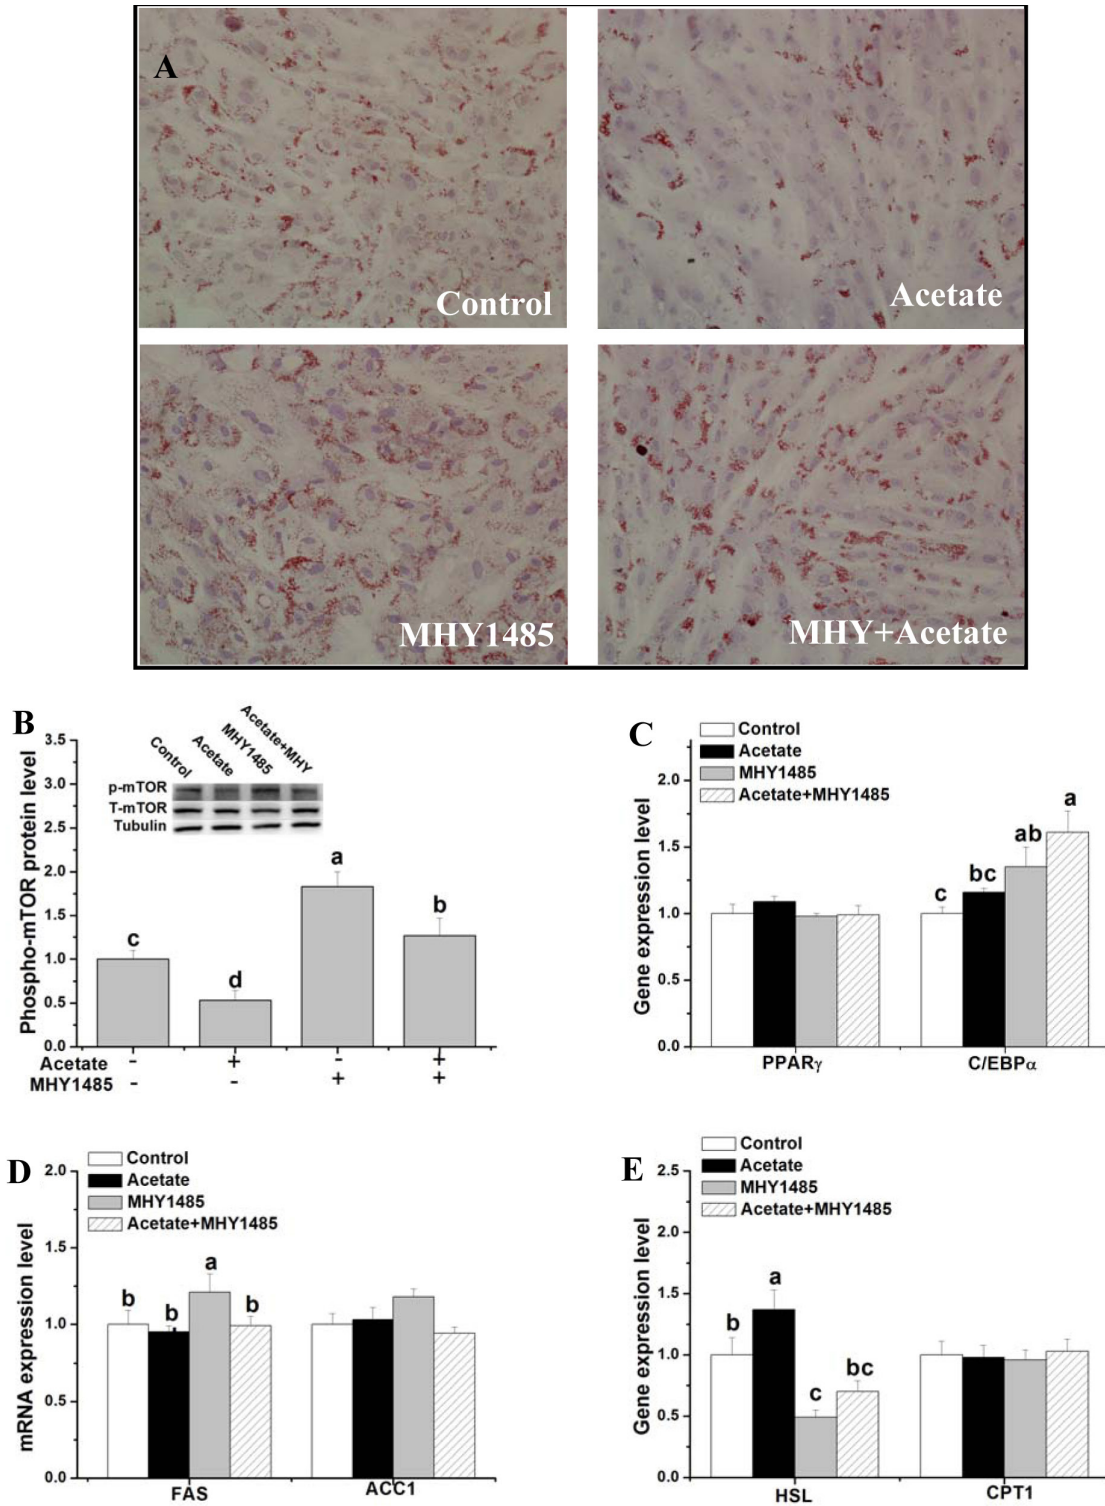 A
Control
Acetate
MHY1485
MHY+Acetate
B
Control
Acetate
MHY1485
Acetate+MHY
p-mTOR
T-mTOR
Tubulin
Phospho-mTOR protein level
3.5
3.0
2.5
2.0
1.5
1.0
0.5
0.0
c
d
a
b
Acetate - + - +
MHY1485 - - + +
C
Control
Acetate
MHY1485
Acetate+MHY1485
Gene expression level
2.0
1.5
1.0
0.5
0.0
c
bc
ab
a
PPARγ
C/EBPα
D
Control
Acetate
MHY1485
Acetate+MHY1485
mRNA expression level
2.0
1.5
1.0
0.5
0.0
b
b
a
b
FAS
ACC1
E
Control
Acetate
MHY1485
Acetate+MHY1485
Gene expression level
2.5
2.0
1.5
1.0
0.5
0.0
b
a
c
bc
HSL
CPT1